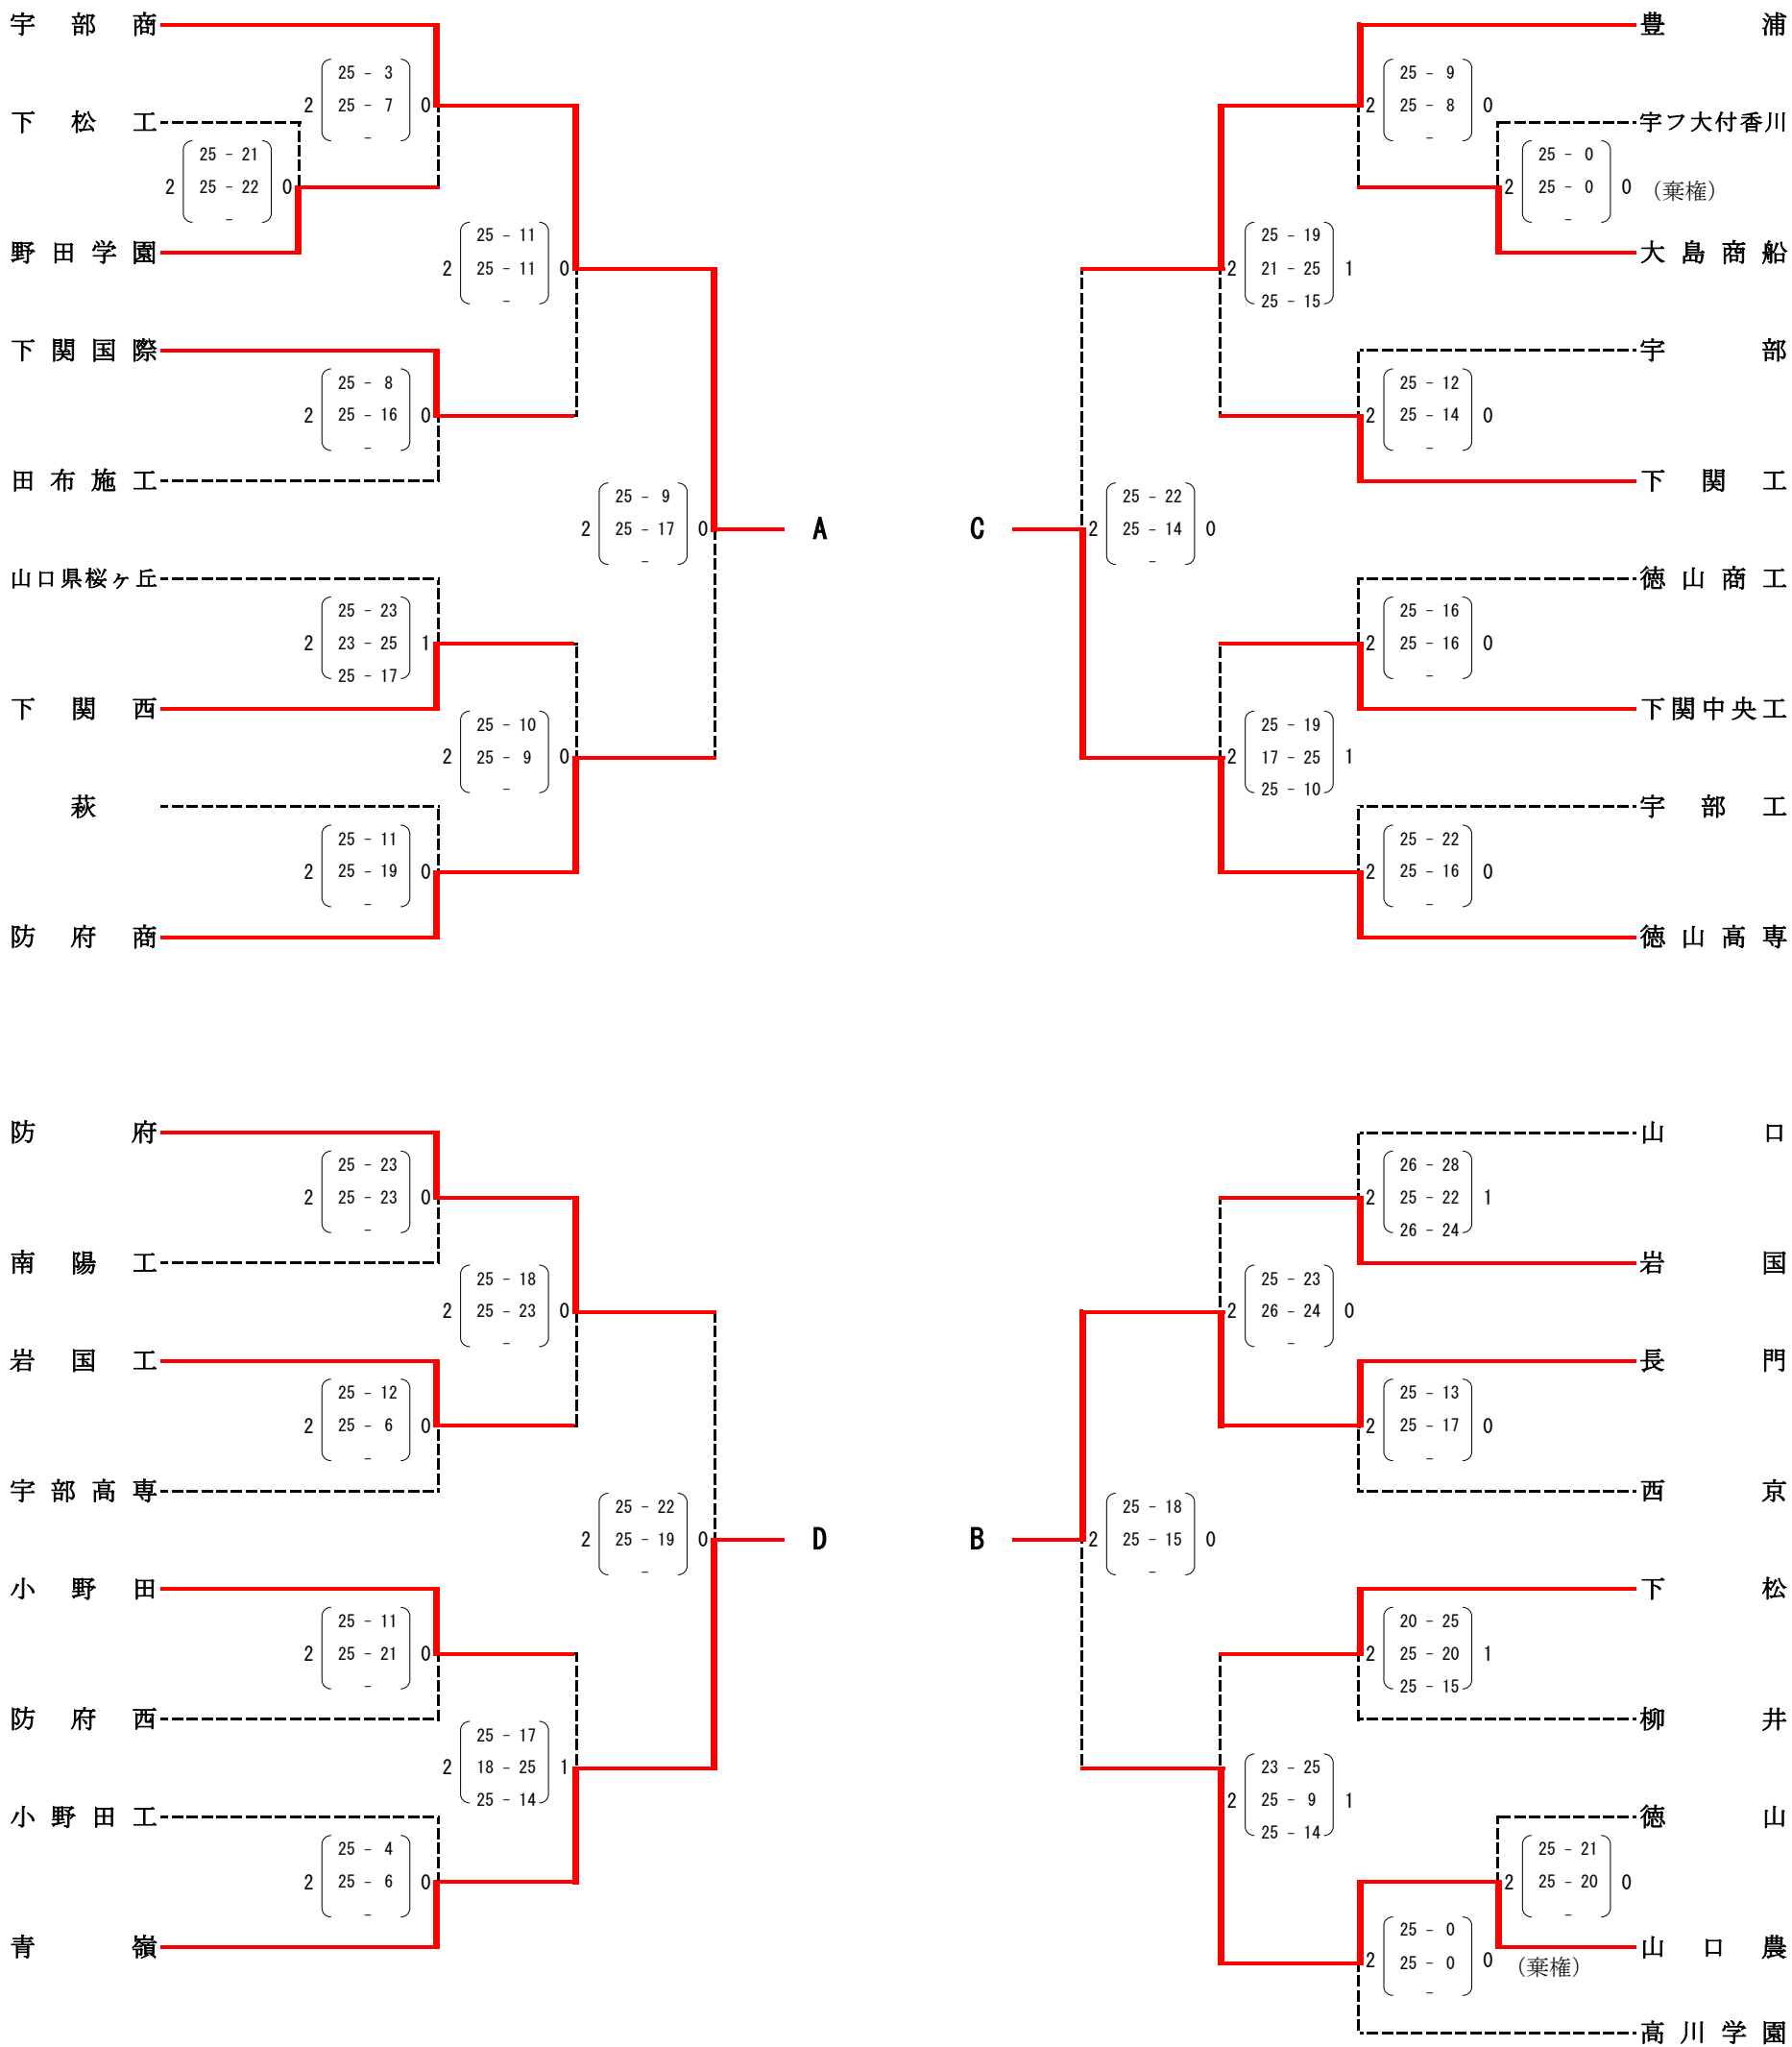 宇部商
2 25 - 3 0
25 - 7
-
下松工
2 25 - 21 0
25 - 22
-
野田学園
2 25 - 11 0
25 - 11
-
下関国際
2 25 - 8 0
25 - 16
-
田布施工
2 25 - 9 0
25 - 17
-
A
山口県桜ヶ丘
2 25 - 23 1
23 - 25
25 - 17
下関西
2 25 - 10 0
25 - 9
-
萩
2 25 - 11 0
25 - 19
-
防府商
豊浦
2 25 - 9 0
25 - 8
-
宇フ大付香川
2 25 - 0 0 (棄権)
25 - 0
-
大島商船
2 25 - 19 1
21 - 25
25 - 15
宇部
2 25 - 12 0
25 - 14
-
下関工
C
2 25 - 22 0
25 - 14
-
徳山商工
2 25 - 16 0
25 - 16
-
下関中央工
2 25 - 19 1
17 - 25
25 - 10
宇部工
2 25 - 22 0
25 - 16
-
徳山高専
防府
2 25 - 23 0
25 - 23
-
南陽工
2 25 - 18 0
25 - 23
-
岩国工
2 25 - 12 0
25 - 6
-
宇部高専
2 25 - 22 0
25 - 19
-
D
小野田
2 25 - 11 0
25 - 21
-
防府西
2 25 - 17 1
18 - 25
25 - 14
小野田工
2 25 - 4 0
25 - 6
-
青嶺
山口
2 26 - 28 1
25 - 22
26 - 24
岩国
2 25 - 23 0
26 - 24
-
長門
2 25 - 13 0
25 - 17
-
西京
B
2 25 - 18 0
25 - 15
-
下松
2 20 - 25 1
25 - 20
25 - 15
柳井
2 23 - 25 1
25 - 9
25 - 14
徳山
2 25 - 21 0
25 - 20
-
山口農
2 25 - 0 0 (棄権)
25 - 0
-
高川学園